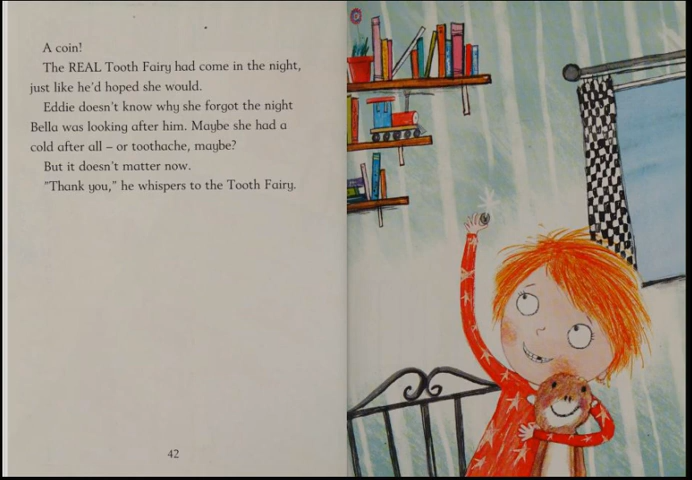 A coin!
The REAL Tooth Fairy had come in the night,
just like he'd hoped she would.
Eddie doesn't know why she forgot the night
Bella was looking after him. Maybe she had a
cold after all – or toothache, maybe?
But it doesn't matter now.
"Thank you," he whispers to the Tooth Fairy.
42